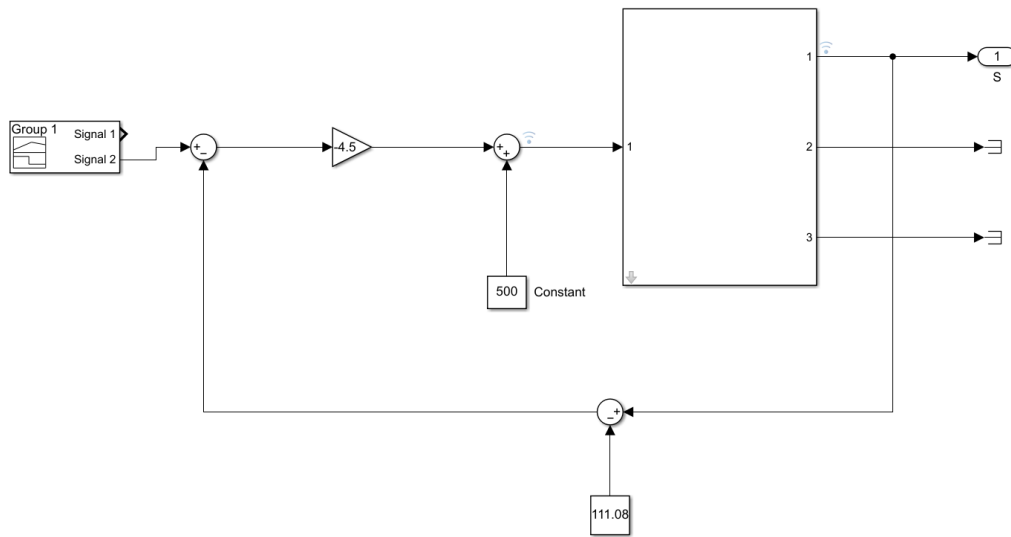 Group 1
Signal 1
Signal 2
+
−
-4.5
+
+
500
Constant
1
1
2
3
1
S
+
−
111.08